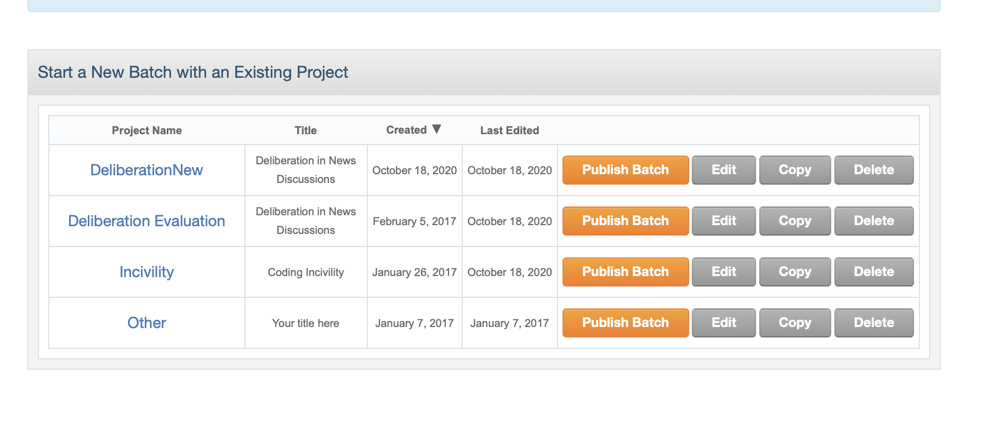 Start a New Batch with an Existing Project
Project Name Title Created ▼ Last Edited
DeliberationNew Deliberation in News Discussions October 18, 2020 October 18, 2020 Publish Batch Edit Copy Delete
Deliberation Evaluation Deliberation in News Discussions February 5, 2017 October 18, 2020 Publish Batch Edit Copy Delete
Incivility Coding Incivility January 26, 2017 October 18, 2020 Publish Batch Edit Copy Delete
Other Your title here January 7, 2017 January 7, 2017 Publish Batch Edit Copy Delete